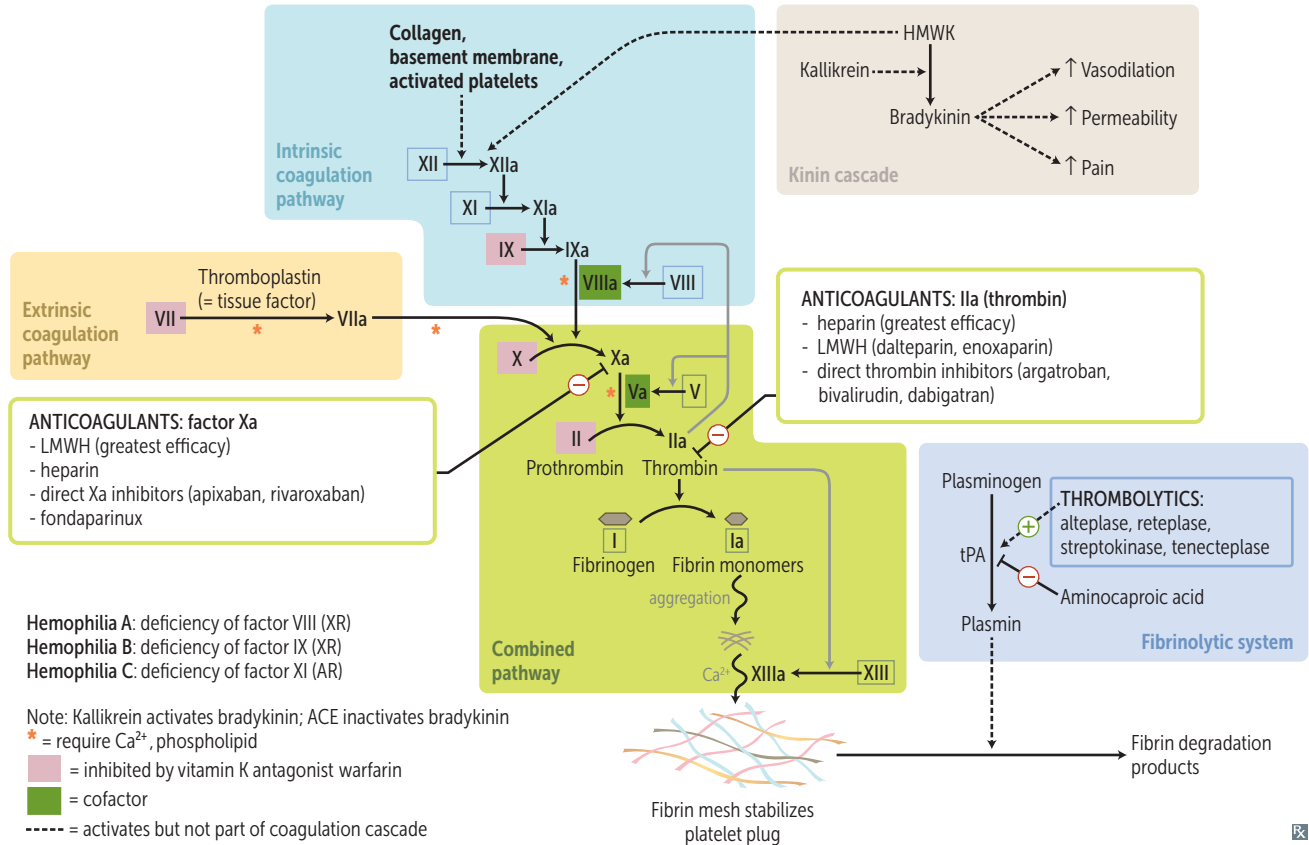 Collagen,
basement membrane,
activated platelets
Intrinsic
coagulation
pathway
XII
XIIa
XI
XIa
IX
IXa
*
VIIIa
VIII
HMWK
Kallikrein
Bradykinin
↑ Vasodilation
↑ Permeability
↑ Pain
Kinin cascade
Thromboplastin
(= tissue factor)
VII
*
VIIa
*
Extrinsic
coagulation
pathway
ANTICOAGULANTS: IIa (thrombin)
- heparin (greatest efficacy)
- LMWH (dalteparin, enoxaparin)
- direct thrombin inhibitors (argatroban,
bivalirudin, dabigatran)
ANTICOAGULANTS: factor Xa
- LMWH (greatest efficacy)
- heparin
- direct Xa inhibitors (apixaban, rivaroxaban)
- fondaparinux
X
Xa
−
*
Va
V
II
IIa
−
Prothrombin
Thrombin
I
Ia
Fibrinogen
Fibrin monomers
aggregation
Ca²⁺
XIIIa
XIII
Combined
pathway
Plasminogen
THROMBOLYTICS:
alteplase, reteplase,
streptokinase, tenecteplase
+
tPA
−
Aminocaproic acid
Plasmin
Fibrinolytic system
Fibrin mesh stabilizes
platelet plug
Fibrin degradation
products
Hemophilia A: deficiency of factor VIII (XR)
Hemophilia B: deficiency of factor IX (XR)
Hemophilia C: deficiency of factor XI (AR)
Note: Kallikrein activates bradykinin; ACE inactivates bradykinin
* = require Ca²⁺, phospholipid
= inhibited by vitamin K antagonist warfarin
= cofactor
= activates but not part of coagulation cascade
Rx